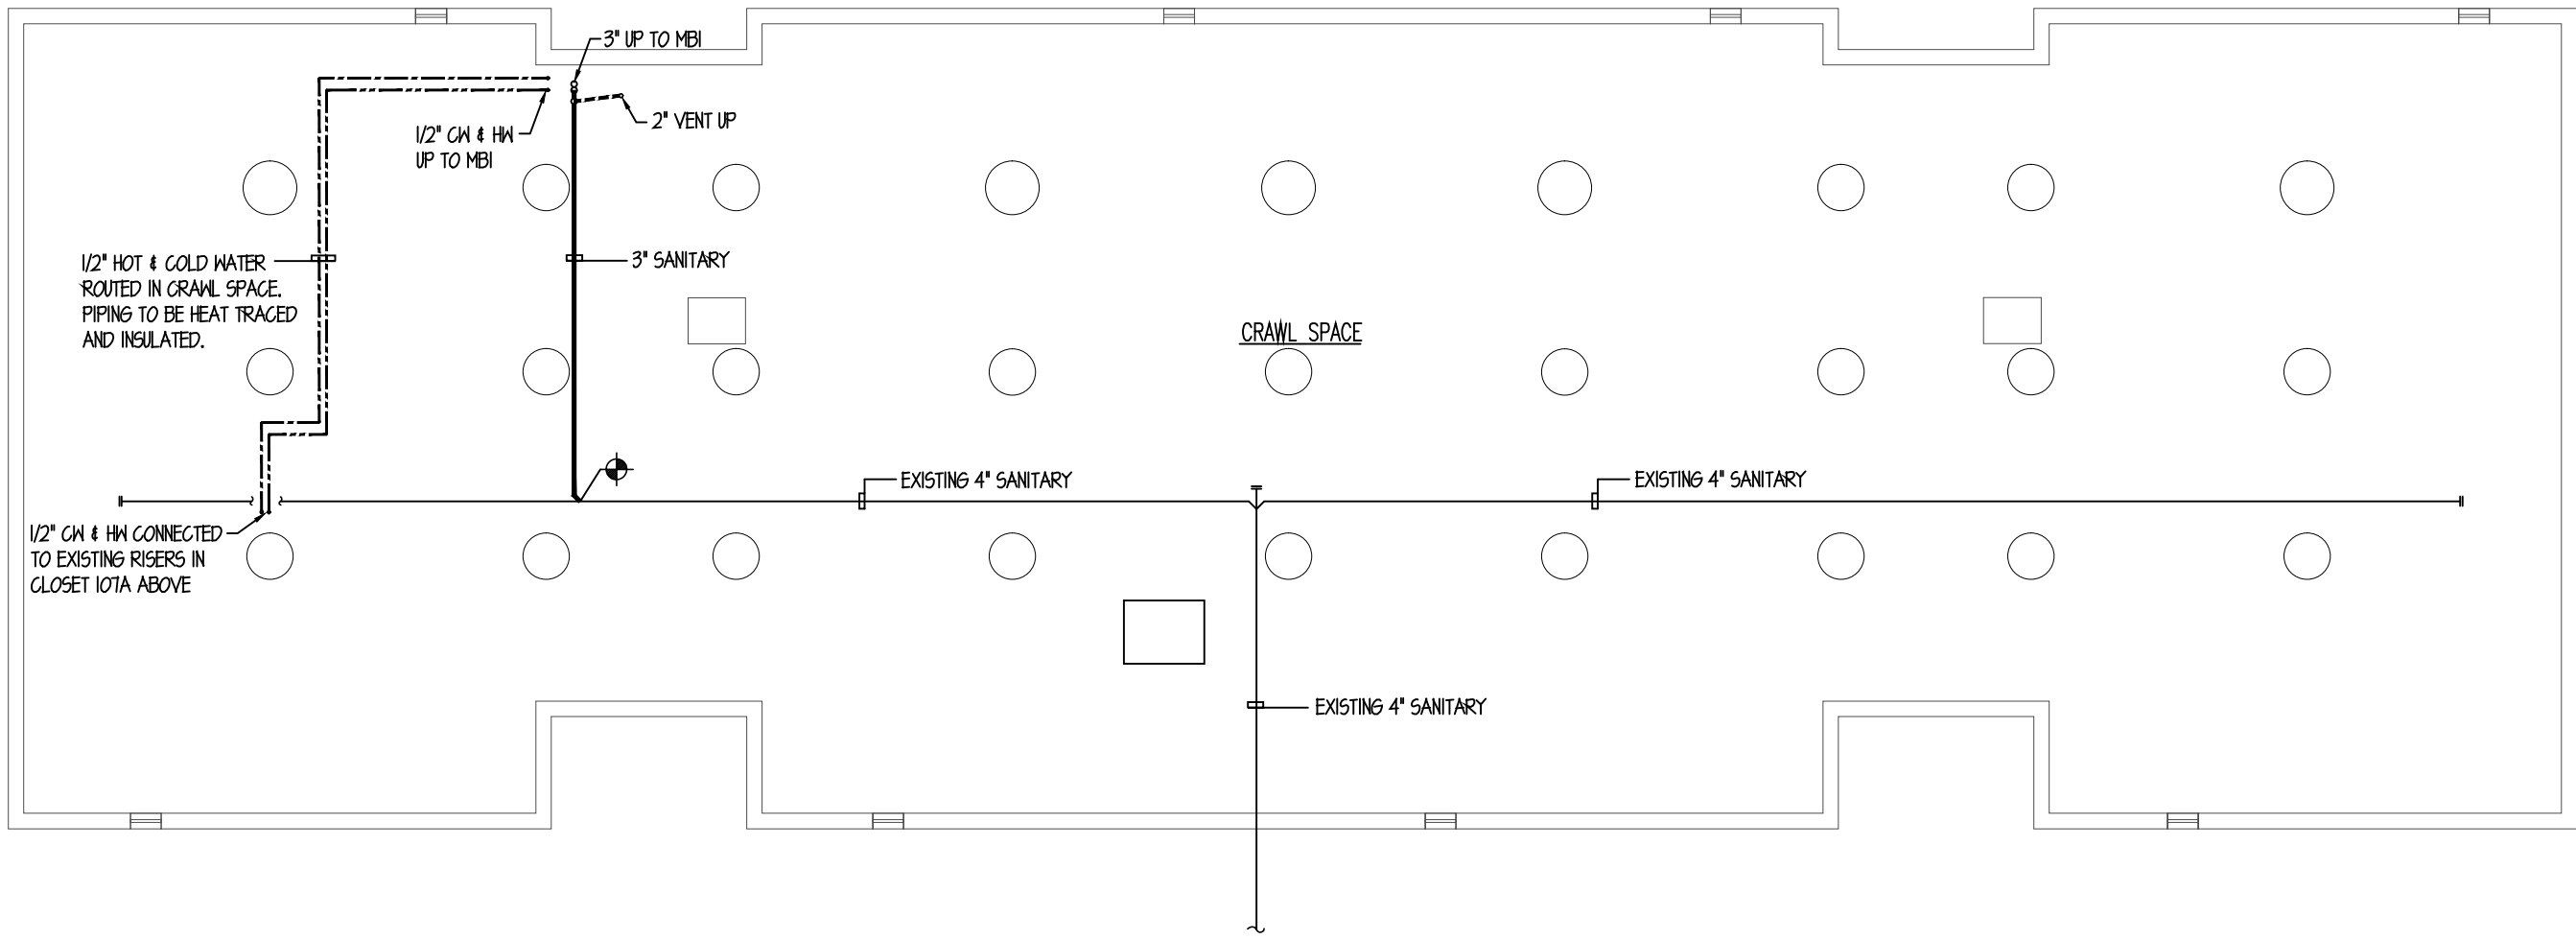 3" UP TO MB1
2" VENT UP
1/2" CW & HW
UP TO MB1
1/2" HOT & COLD WATER
ROUTED IN CRAWL SPACE.
PIPING TO BE HEAT TRACED
AND INSULATED.
3" SANITARY
CRAWL SPACE
EXISTING 4" SANITARY
EXISTING 4" SANITARY
1/2" CW & HW CONNECTED
TO EXISTING RISERS IN
CLOSET 107A ABOVE
EXISTING 4" SANITARY